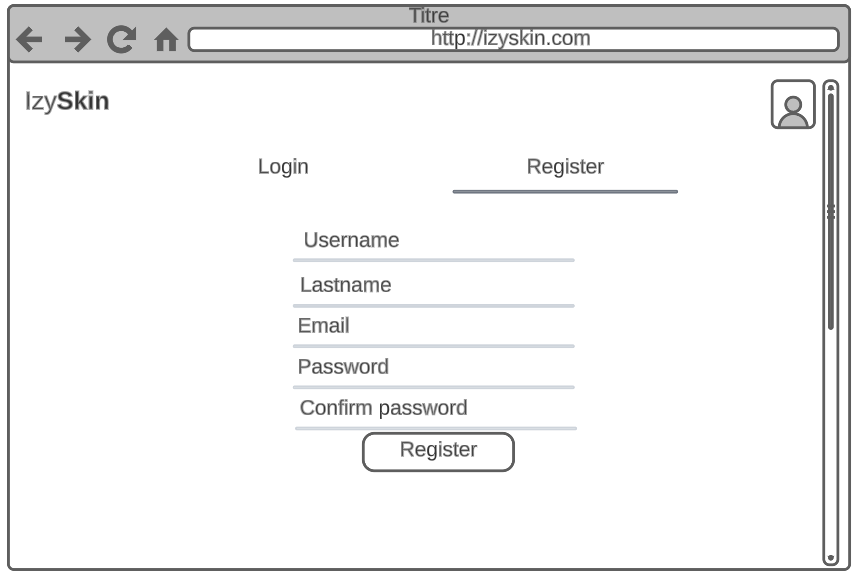 Titre
http://izyskin.com
IzySkin
Login
Register
Username
Lastname
Email
Password
Confirm password
Register